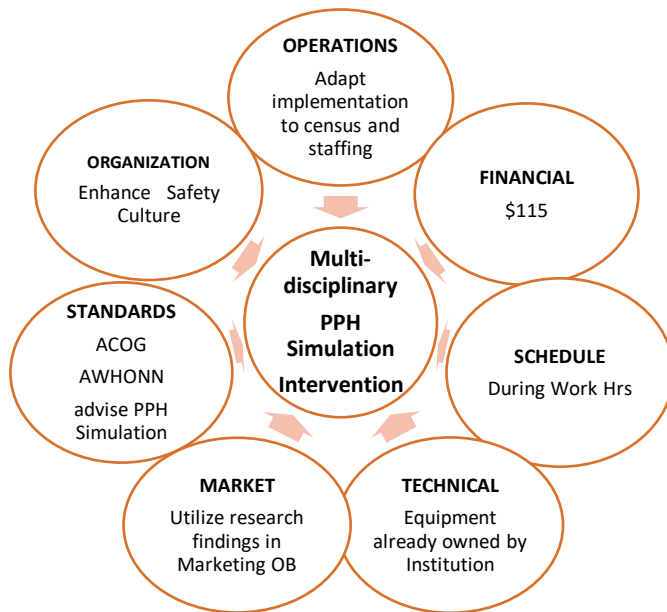 OPERATIONS
Adapt
implementation
to census and
staffing
FINANCIAL
$115
SCHEDULE
During Work Hrs
TECHNICAL
Equipment
already owned by
Institution
MARKET
Utilize research
findings in
Marketing OB
STANDARDS
ACOG
AWHONN
advise PPH
Simulation
ORGANIZATION
Enhance Safety
Culture
Multi-
disciplinary
PPH
Simulation
Intervention